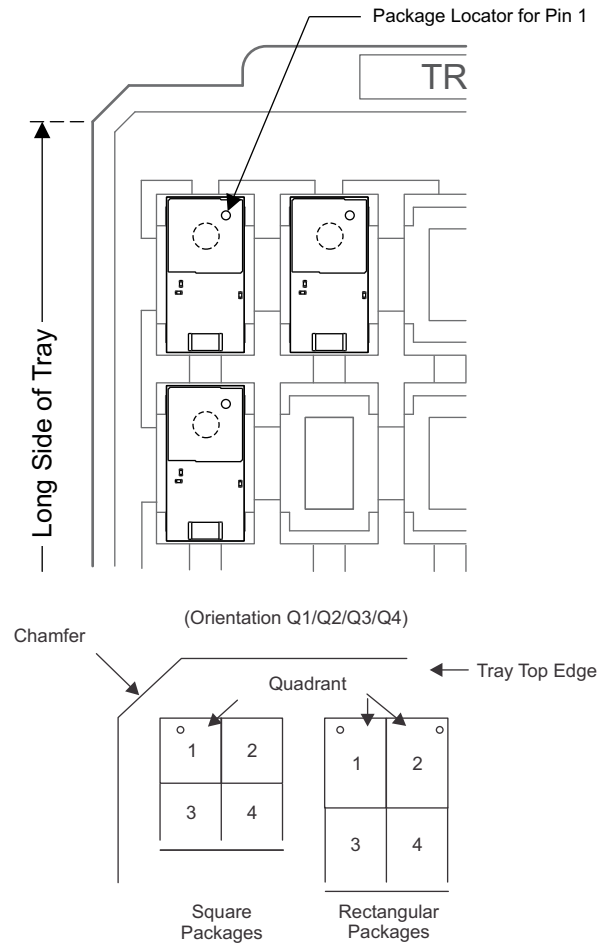 Package Locator for Pin 1
TR
Long Side of Tray
(Orientation Q1/Q2/Q3/Q4)
Chamfer
Tray Top Edge
Quadrant
1 2
3 4
1 2
3 4
Square
Packages
Rectangular
Packages